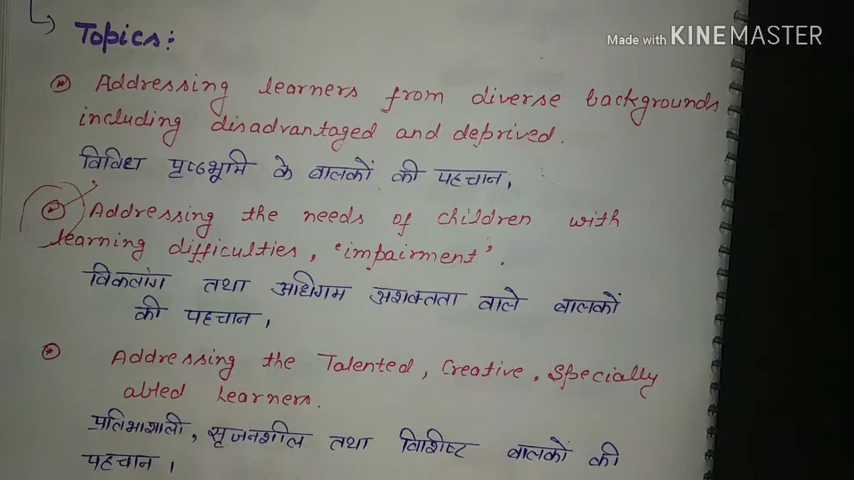 Topics:
Made with KINEMASTER
Addressing learners from diverse backgrounds
including disadvantaged and deprived.
विविध पृष्ठभूमि के बालकों की पहचान,
Addressing the needs of children with
learning difficulties, 'impairment'.
विकलांग तथा अधिगम अशक्तता वाले बालकों
की पहचान,
Addressing the Talented, Creative, Specially
abled Learners.
प्रतिभाशाली, सृजनशील तथा विशिष्ट बालकों की
पहचान।